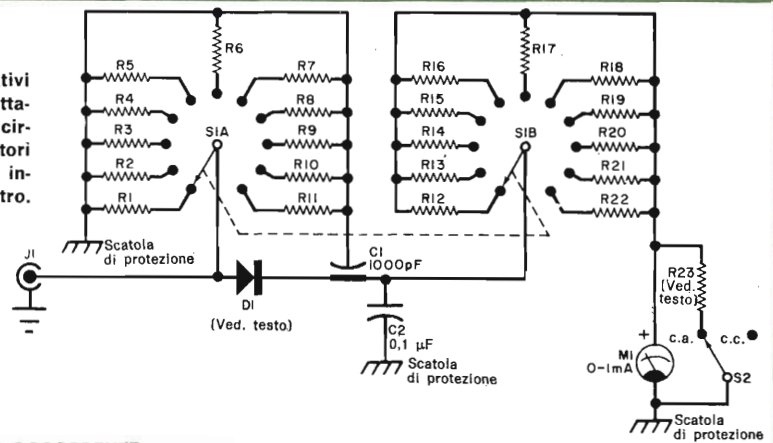 tivi
tta-
cir-
tori
in-
tro.
R5
R4
R3
R2
R1
R6
S1A
R7
R8
R9
R10
R11
R16
R15
R14
R13
R12
R17
S1B
R18
R19
R20
R21
R22
Scatola
di protezione
J1
D1
(Ved. testo)
C1
1000pF
C2
0,1 µF
Scatola
di protezione
R23
(Ved.
testo)
c.a.
c.c.
+
M1
0-1mA
S2
Scatola
di protezione